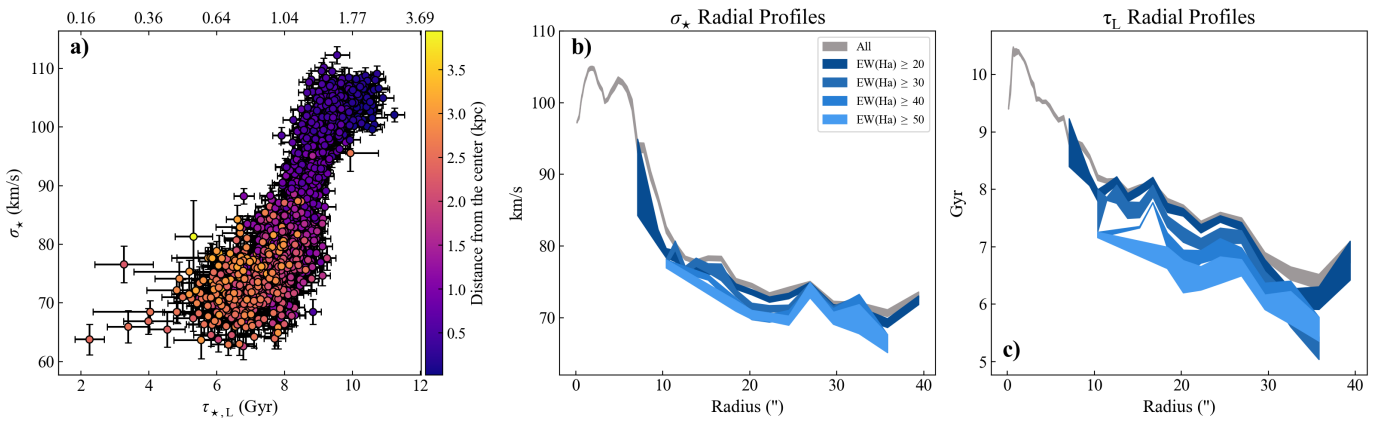 0.16 0.36 0.64 1.04 1.77 3.69
a)
110
100
90
80
70
60
σ⋆ (km/s)
2 4 6 8 10 12
τ⋆, L (Gyr)
3.5
3.0
2.5
2.0
1.5
1.0
0.5
Distance from the center (kpc)
σ⋆ Radial Profiles
b)
All
EW(Ha) ≥ 20
EW(Ha) ≥ 30
EW(Ha) ≥ 40
EW(Ha) ≥ 50
110
100
90
80
70
km/s
0 10 20 30 40
Radius (")
τL Radial Profiles
10
9
8
7
6
5
Gyr
c)
0 10 20 30 40
Radius (")